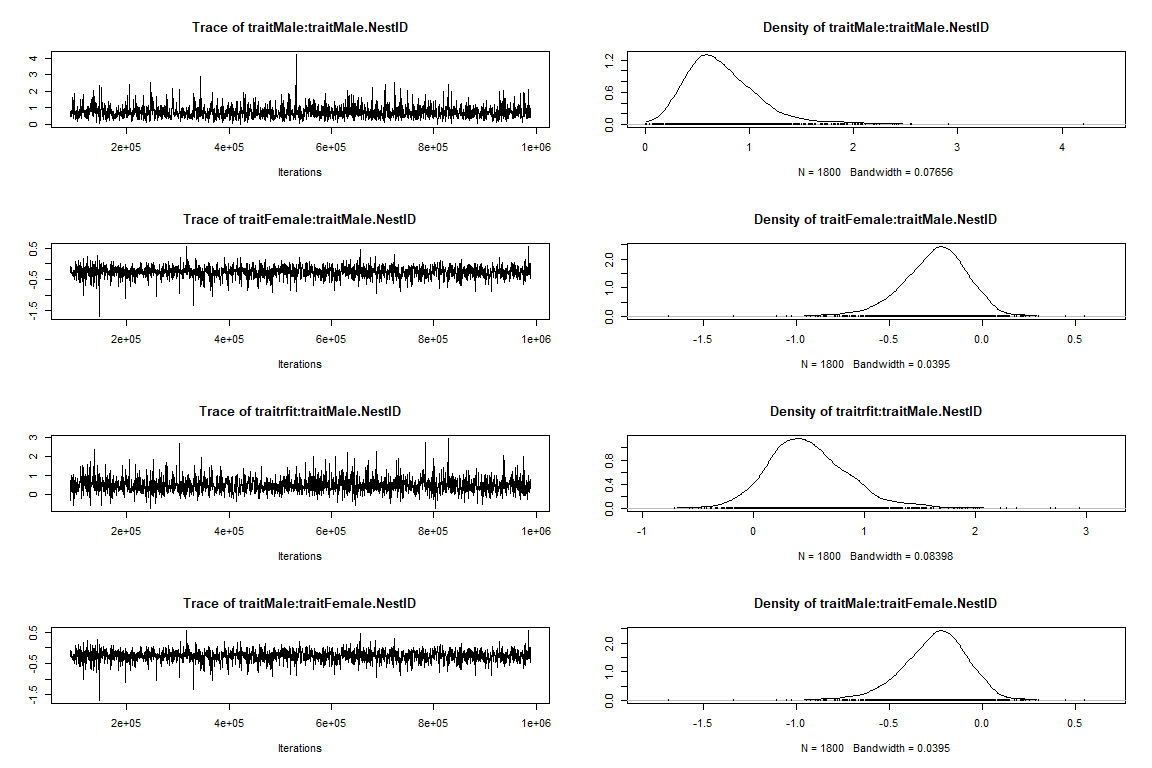 Trace of traitMale:traitMale.NestID
4
3
2
1
0
2e+05 4e+05 6e+05 8e+05 1e+06
Iterations
Density of traitMale:traitMale.NestID
1.2
0.6
0.0
0 1 2 3 4
N = 1800 Bandwidth = 0.07656
Trace of traitFemale:traitMale.NestID
0.5
-0.5
-1.5
2e+05 4e+05 6e+05 8e+05 1e+06
Iterations
Density of traitFemale:traitMale.NestID
2.0
1.0
0.0
-1.5 -1.0 -0.5 0.0 0.5
N = 1800 Bandwidth = 0.0395
Trace of traitrfit:traitMale.NestID
3
2
1
0
2e+05 4e+05 6e+05 8e+05 1e+06
Iterations
Density of traitrfit:traitMale.NestID
0.8
0.4
0.0
-1 0 1 2 3
N = 1800 Bandwidth = 0.08398
Trace of traitMale:traitFemale.NestID
0.5
-0.5
-1.5
2e+05 4e+05 6e+05 8e+05 1e+06
Iterations
Density of traitMale:traitFemale.NestID
2.0
1.0
0.0
-1.5 -1.0 -0.5 0.0 0.5
N = 1800 Bandwidth = 0.0395